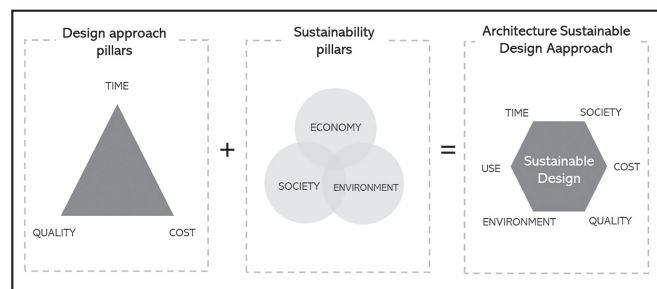 Design approach
pillars
TIME
QUALITY
COST
+
Sustainability
pillars
ECONOMY
SOCIETY
ENVIRONMENT
=
Architecture Sustainable
Design Aapproach
TIME
SOCIETY
USE
Sustainable
Design
COST
ENVIRONMENT
QUALITY